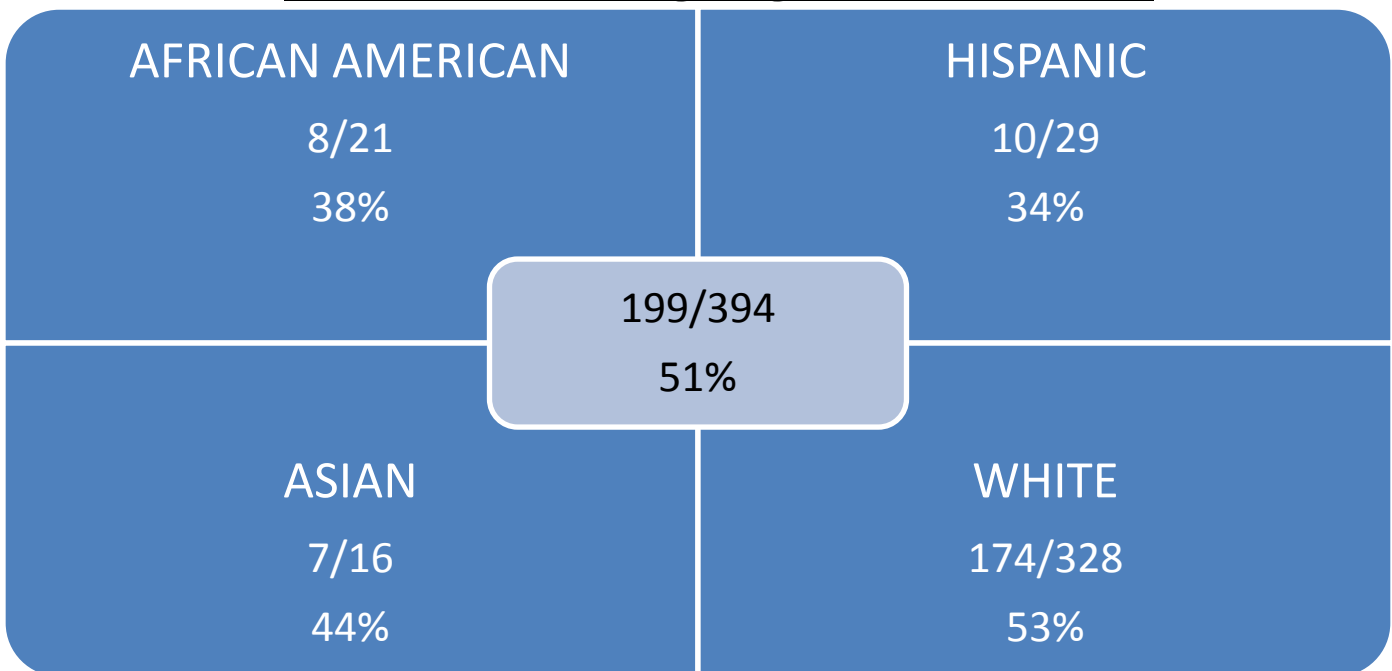 AFRICAN AMERICAN
8/21
38%
HISPANIC
10/29
34%
199/394
51%
ASIAN
7/16
44%
WHITE
174/328
53%